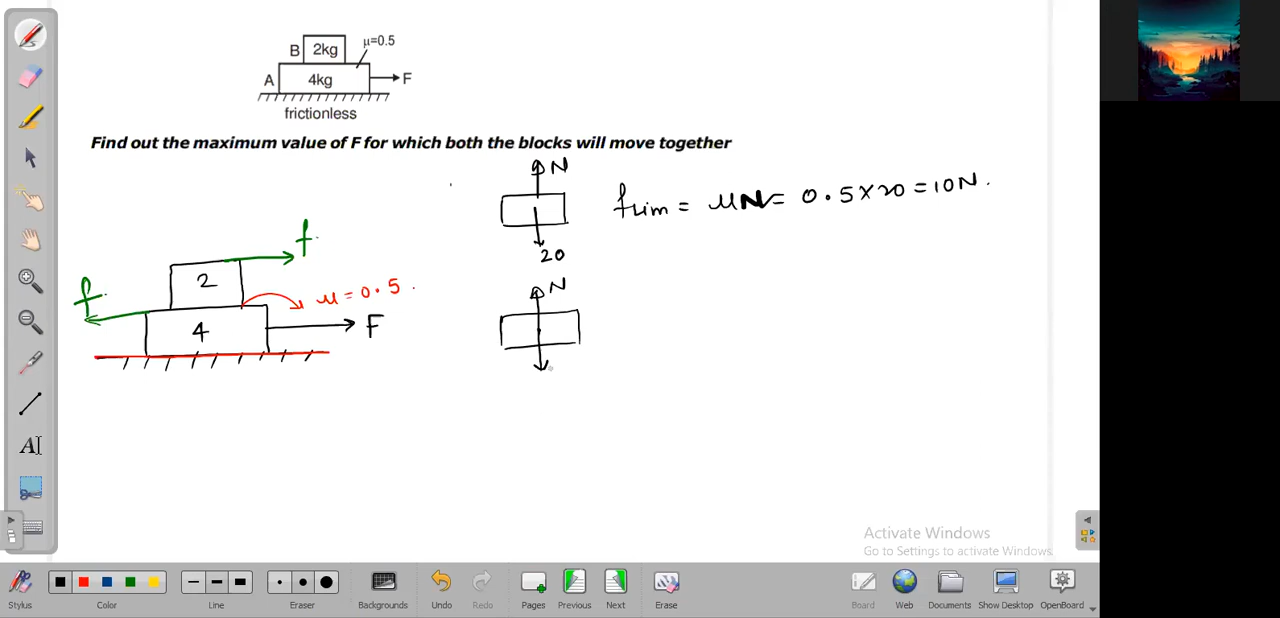 B 2kg μ=0.5
A 4kg F
frictionless
Find out the maximum value of F for which both the blocks will move together
N
f lim = μN = 0.5 × 20 = 10N.
20
f.
2
f.
μ = 0.5.
4
F
N
AI
Activate Windows
Go to Settings to activate Windows.
Stylus
Color
Line
Eraser
Backgrounds
Undo
Redo
Pages
Previous
Next
Erase
Board
Web
Documents
Show Desktop
OpenBoard